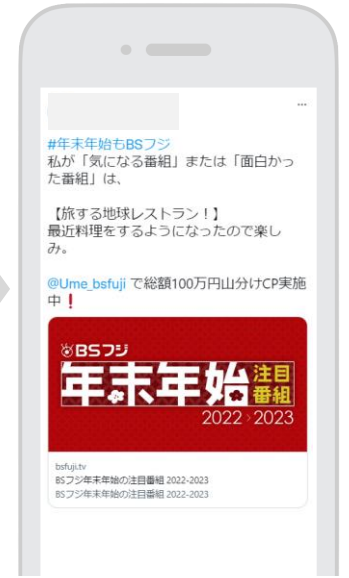 #年末年始もBSフジ
私が「気になる番組」または「面白かっ
た番組」は、
【旅する地球レストラン！】
最近料理をするようになったので楽し
み。
@Ume_bsfuji で総額100万円山分けCP実施
中❗
BSフジ
年末年始 注目番組
2022>2023
bsfuji.tv
BSフジ年末年始の注目番組 2022-2023
BSフジ年末年始の注目番組 2022-2023